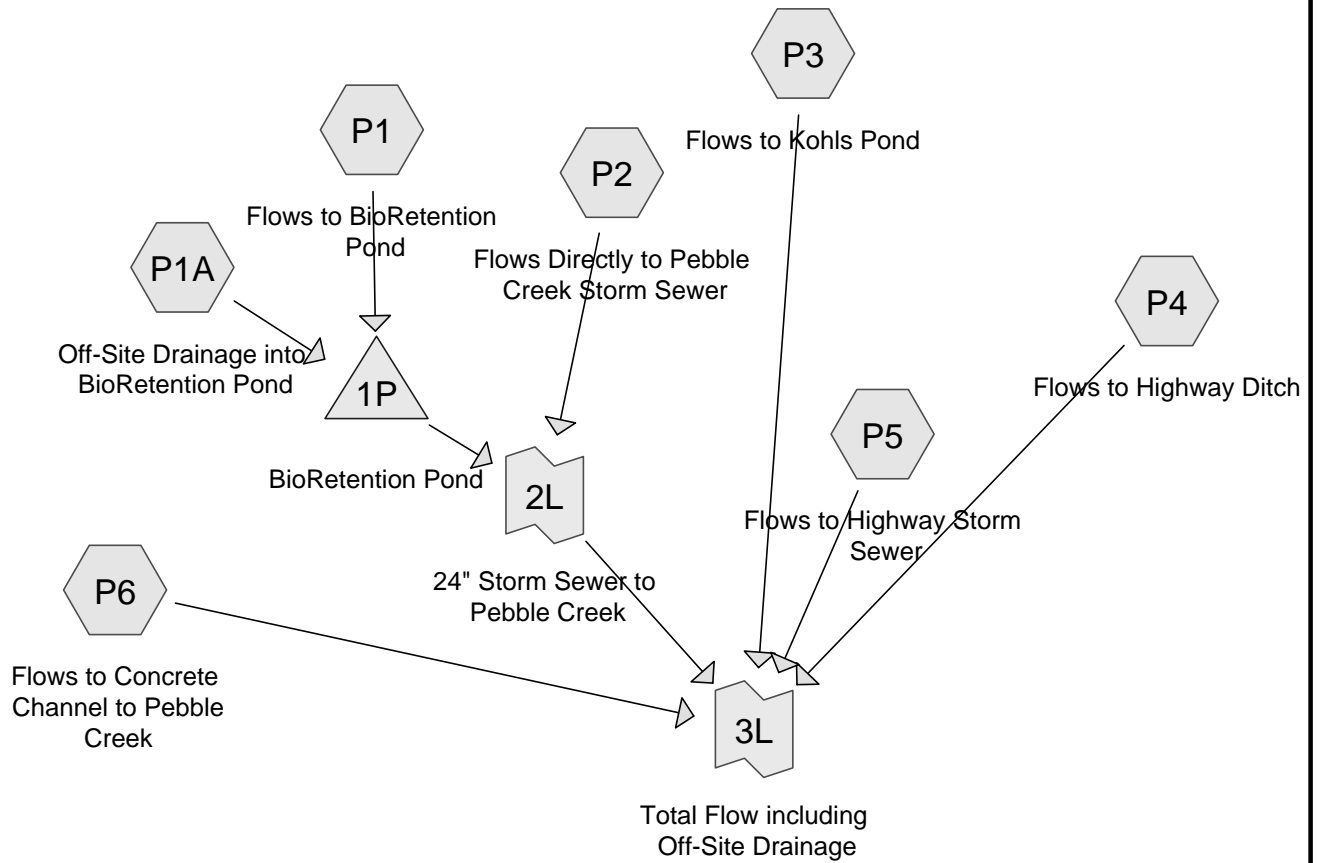 P3
P1
Flows to Kohls Pond
P2
Flows to BioRetention
Pond
P1A
Flows Directly to Pebble
Creek Storm Sewer
P4
Off-Site Drainage into
BioRetention Pond
1P
Flows to Highway Ditch
P5
BioRetention Pond
2L
Flows to Highway Storm
Sewer
24" Storm Sewer to
Pebble Creek
P6
Flows to Concrete
Channel to Pebble
Creek
3L
Total Flow including
Off-Site Drainage